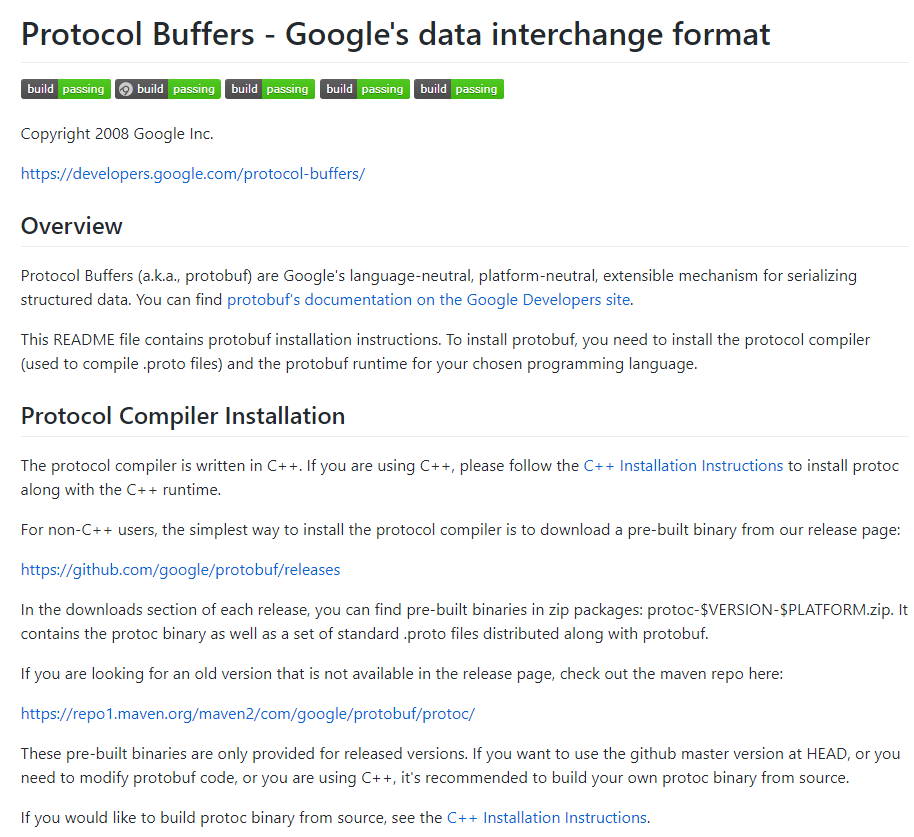 Protocol Buffers - Google's data interchange format
build passing build passing build passing build passing build passing
Copyright 2008 Google Inc.
https://developers.google.com/protocol-buffers/
Overview
Protocol Buffers (a.k.a., protobuf) are Google's language-neutral, platform-neutral, extensible mechanism for serializing
structured data. You can find protobuf's documentation on the Google Developers site.
This README file contains protobuf installation instructions. To install protobuf, you need to install the protocol compiler
(used to compile .proto files) and the protobuf runtime for your chosen programming language.
Protocol Compiler Installation
The protocol compiler is written in C++. If you are using C++, please follow the C++ Installation Instructions to install protoc
along with the C++ runtime.
For non-C++ users, the simplest way to install the protocol compiler is to download a pre-built binary from our release page:
https://github.com/google/protobuf/releases
In the downloads section of each release, you can find pre-built binaries in zip packages: protoc-$VERSION-$PLATFORM.zip. It
contains the protoc binary as well as a set of standard .proto files distributed along with protobuf.
If you are looking for an old version that is not available in the release page, check out the maven repo here:
https://repo1.maven.org/maven2/com/google/protobuf/protoc/
These pre-built binaries are only provided for released versions. If you want to use the github master version at HEAD, or you
need to modify protobuf code, or you are using C++, it's recommended to build your own protoc binary from source.
If you would like to build protoc binary from source, see the C++ Installation Instructions.